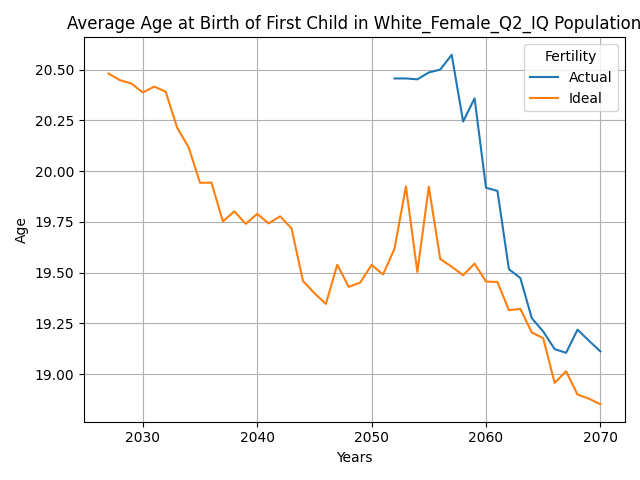 Average Age at Birth of First Child in White_Female_Q2_IQ Population
Fertility
Actual
Ideal
Age
20.50
20.25
20.00
19.75
19.50
19.25
19.00
2030 2040 2050 2060 2070
Years